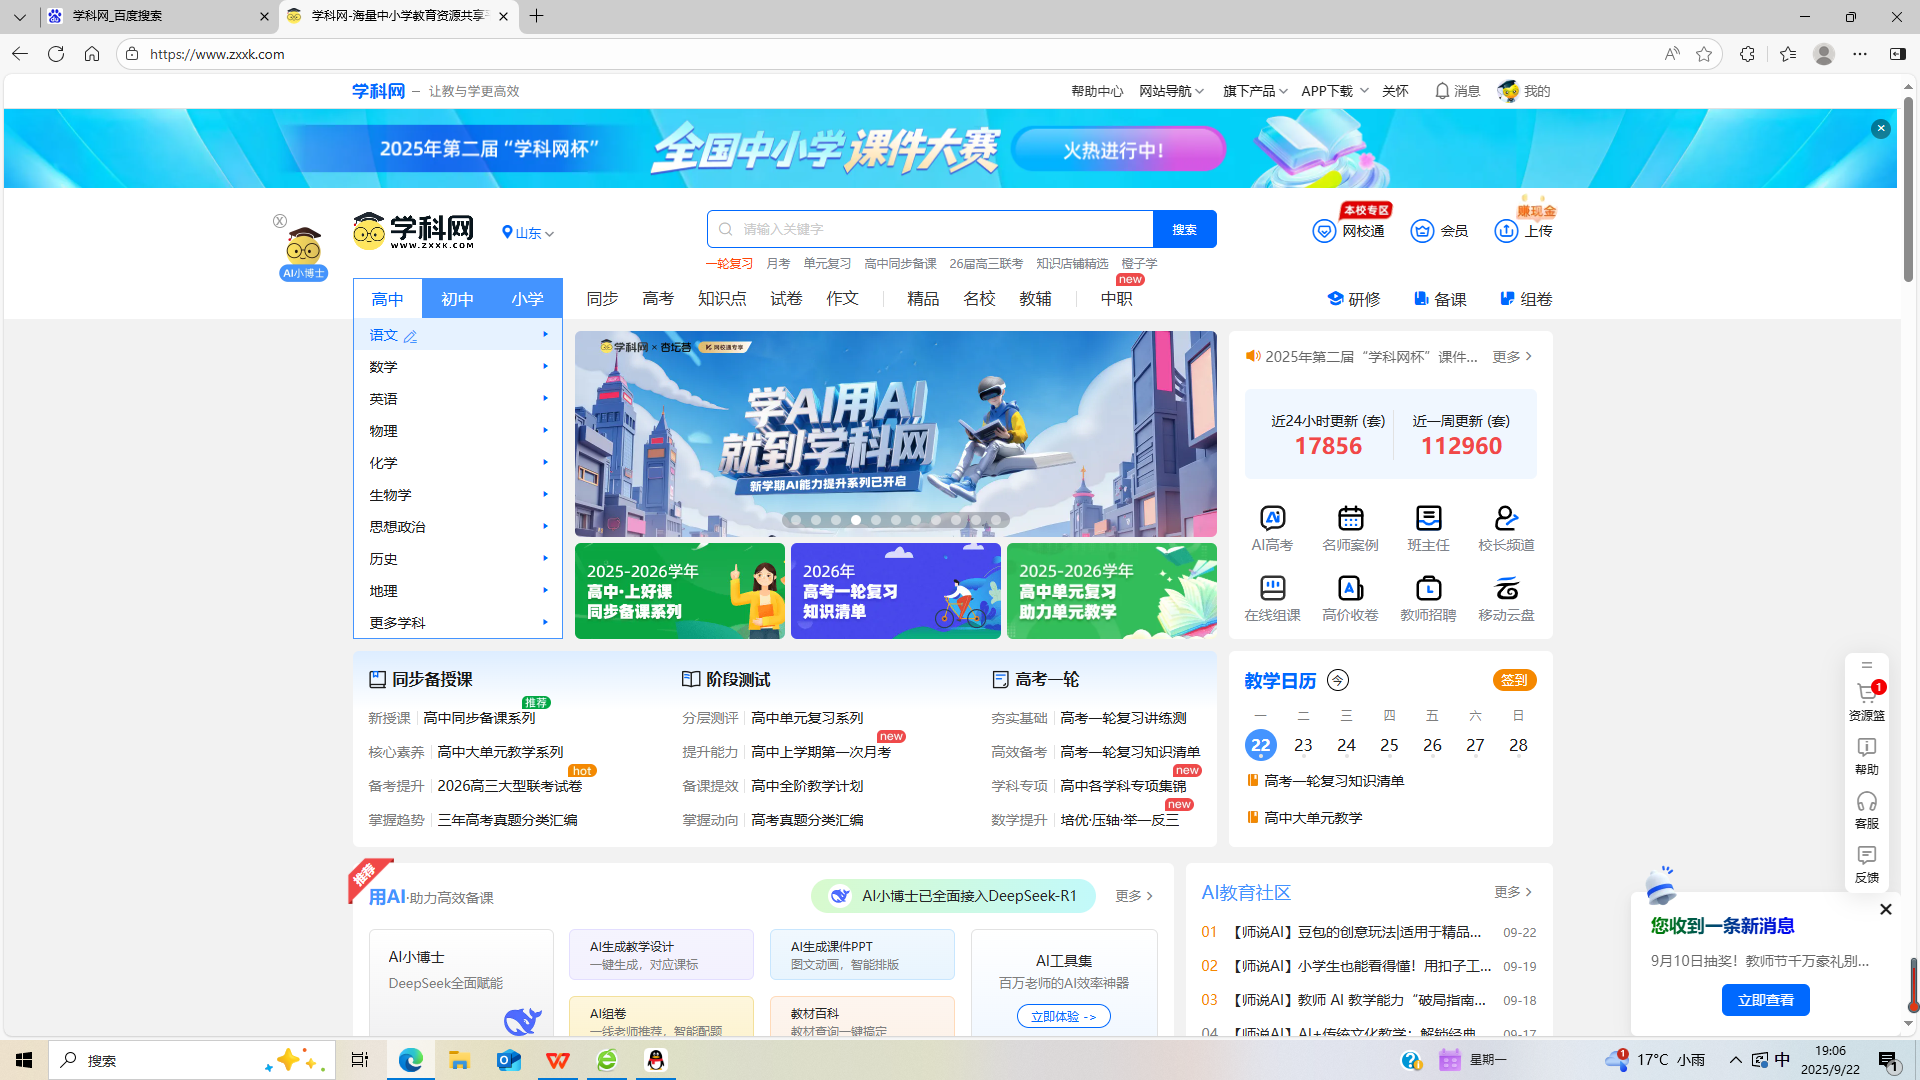 学科网_百度搜索
学科网-海量中小学教育资源共享平
https://www.zxxk.com
学科网 – 让教与学更高效
帮助中心 网站导航 旗下产品 APP下载 关怀 消息 我的
2025年第二届“学科网杯” 全国中小学课件大赛 火热进行中!
AI小博士
学科网
WWW.ZXXK.COM
山东
请输入关键字
搜索
本校专区
网校通
会员
赚现金
上传
一轮复习 月考 单元复习 高中同步备课 26届高三联考 知识店铺精选 橙子学
高中 初中 小学
同步 高考 知识点 试卷 作文 精品 名校 教辅 中职
new
研修 备课 组卷
语文
数学
英语
物理
化学
生物学
思想政治
历史
地理
更多学科
学科网 × 杏坛荟 网校通专享
学AI用AI
就到学科网
新学期AI能力提升系列已开启
2025-2026学年
高中·上好课
同步备课系列
2026年
高考一轮复习
知识清单
2025-2026学年
高中单元复习
助力单元教学
2025年第二届“学科网杯”课件... 更多
近24小时更新 (套) 近一周更新 (套)
17856 112960
AI高考 名师案例 班主任 校长频道
在线组课 高价收卷 教师招聘 移动云盘
同步备授课
推荐
新授课 高中同步备课系列
核心素养 高中大单元教学系列
hot
备考提升 2026高三大型联考试卷
掌握趋势 三年高考真题分类汇编
阶段测试
分层测评 高中单元复习系列
new
提升能力 高中上学期第一次月考
备课提效 高中全阶教学计划
掌握动向 高考真题分类汇编
高考一轮
夯实基础 高考一轮复习讲练测
高效备考 高考一轮复习知识清单
new
学科专项 高中各学科专项集锦
new
数学提升 培优·压轴·举一反三
教学日历 今 签到
一 二 三 四 五 六 日
22 23 24 25 26 27 28
高考一轮复习知识清单
高中大单元教学
推荐
用AI·助力高效备课
AI小博士已全面接入DeepSeek-R1
更多
AI小博士
DeepSeek全面赋能
AI生成教学设计
一键生成，对应课标
AI生成课件PPT
图文动画，智能排版
AI组卷
一线老师推荐，智能配题
教材百科
教材查询一键搞定
AI工具集
百万老师的AI效率神器
立即体验 ->
AI教育社区 更多
01 【师说AI】豆包的创意玩法|适用于精品... 09-22
02 【师说AI】小学生也能看得懂！用扣子工... 09-19
03 【师说AI】教师 AI 教学能力“破局指南... 09-18
04 【师说AI】AI+传统文化教学：解锁经典... 09-17
1
资源篮
帮助
客服
反馈
您收到一条新消息
9月10日抽奖！教师节千万豪礼别...
立即查看
搜索
星期一
1
17°C 小雨
中
19:06
2025/9/22
1